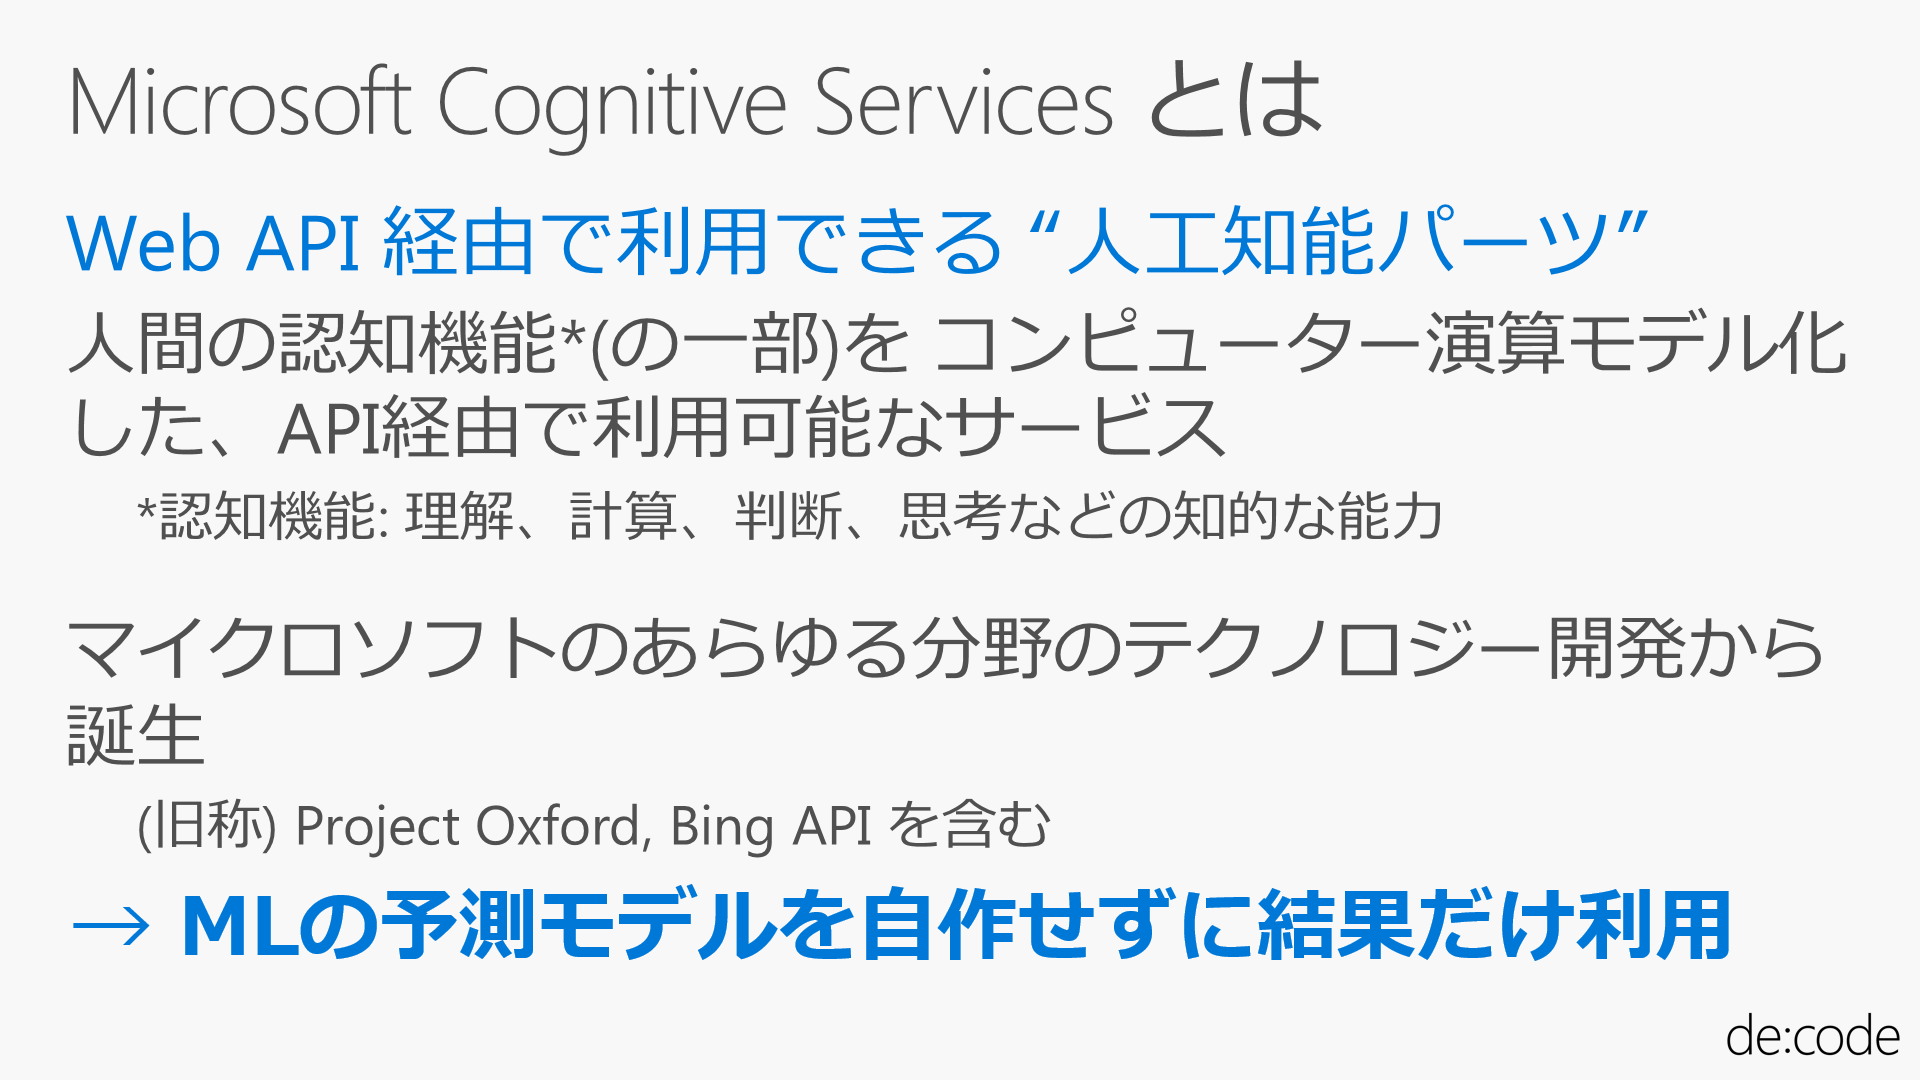 Microsoft Cognitive Services とは
Web API 経由で利用できる “人工知能パーツ”
人間の認知機能*(の一部)を コンピューター演算モデル化
した、API経由で利用可能なサービス
*認知機能: 理解、計算、判断、思考などの知的な能力
マイクロソフトのあらゆる分野のテクノロジー開発から
誕生
(旧称) Project Oxford, Bing API を含む
→ MLの予測モデルを自作せずに結果だけ利用
de:code